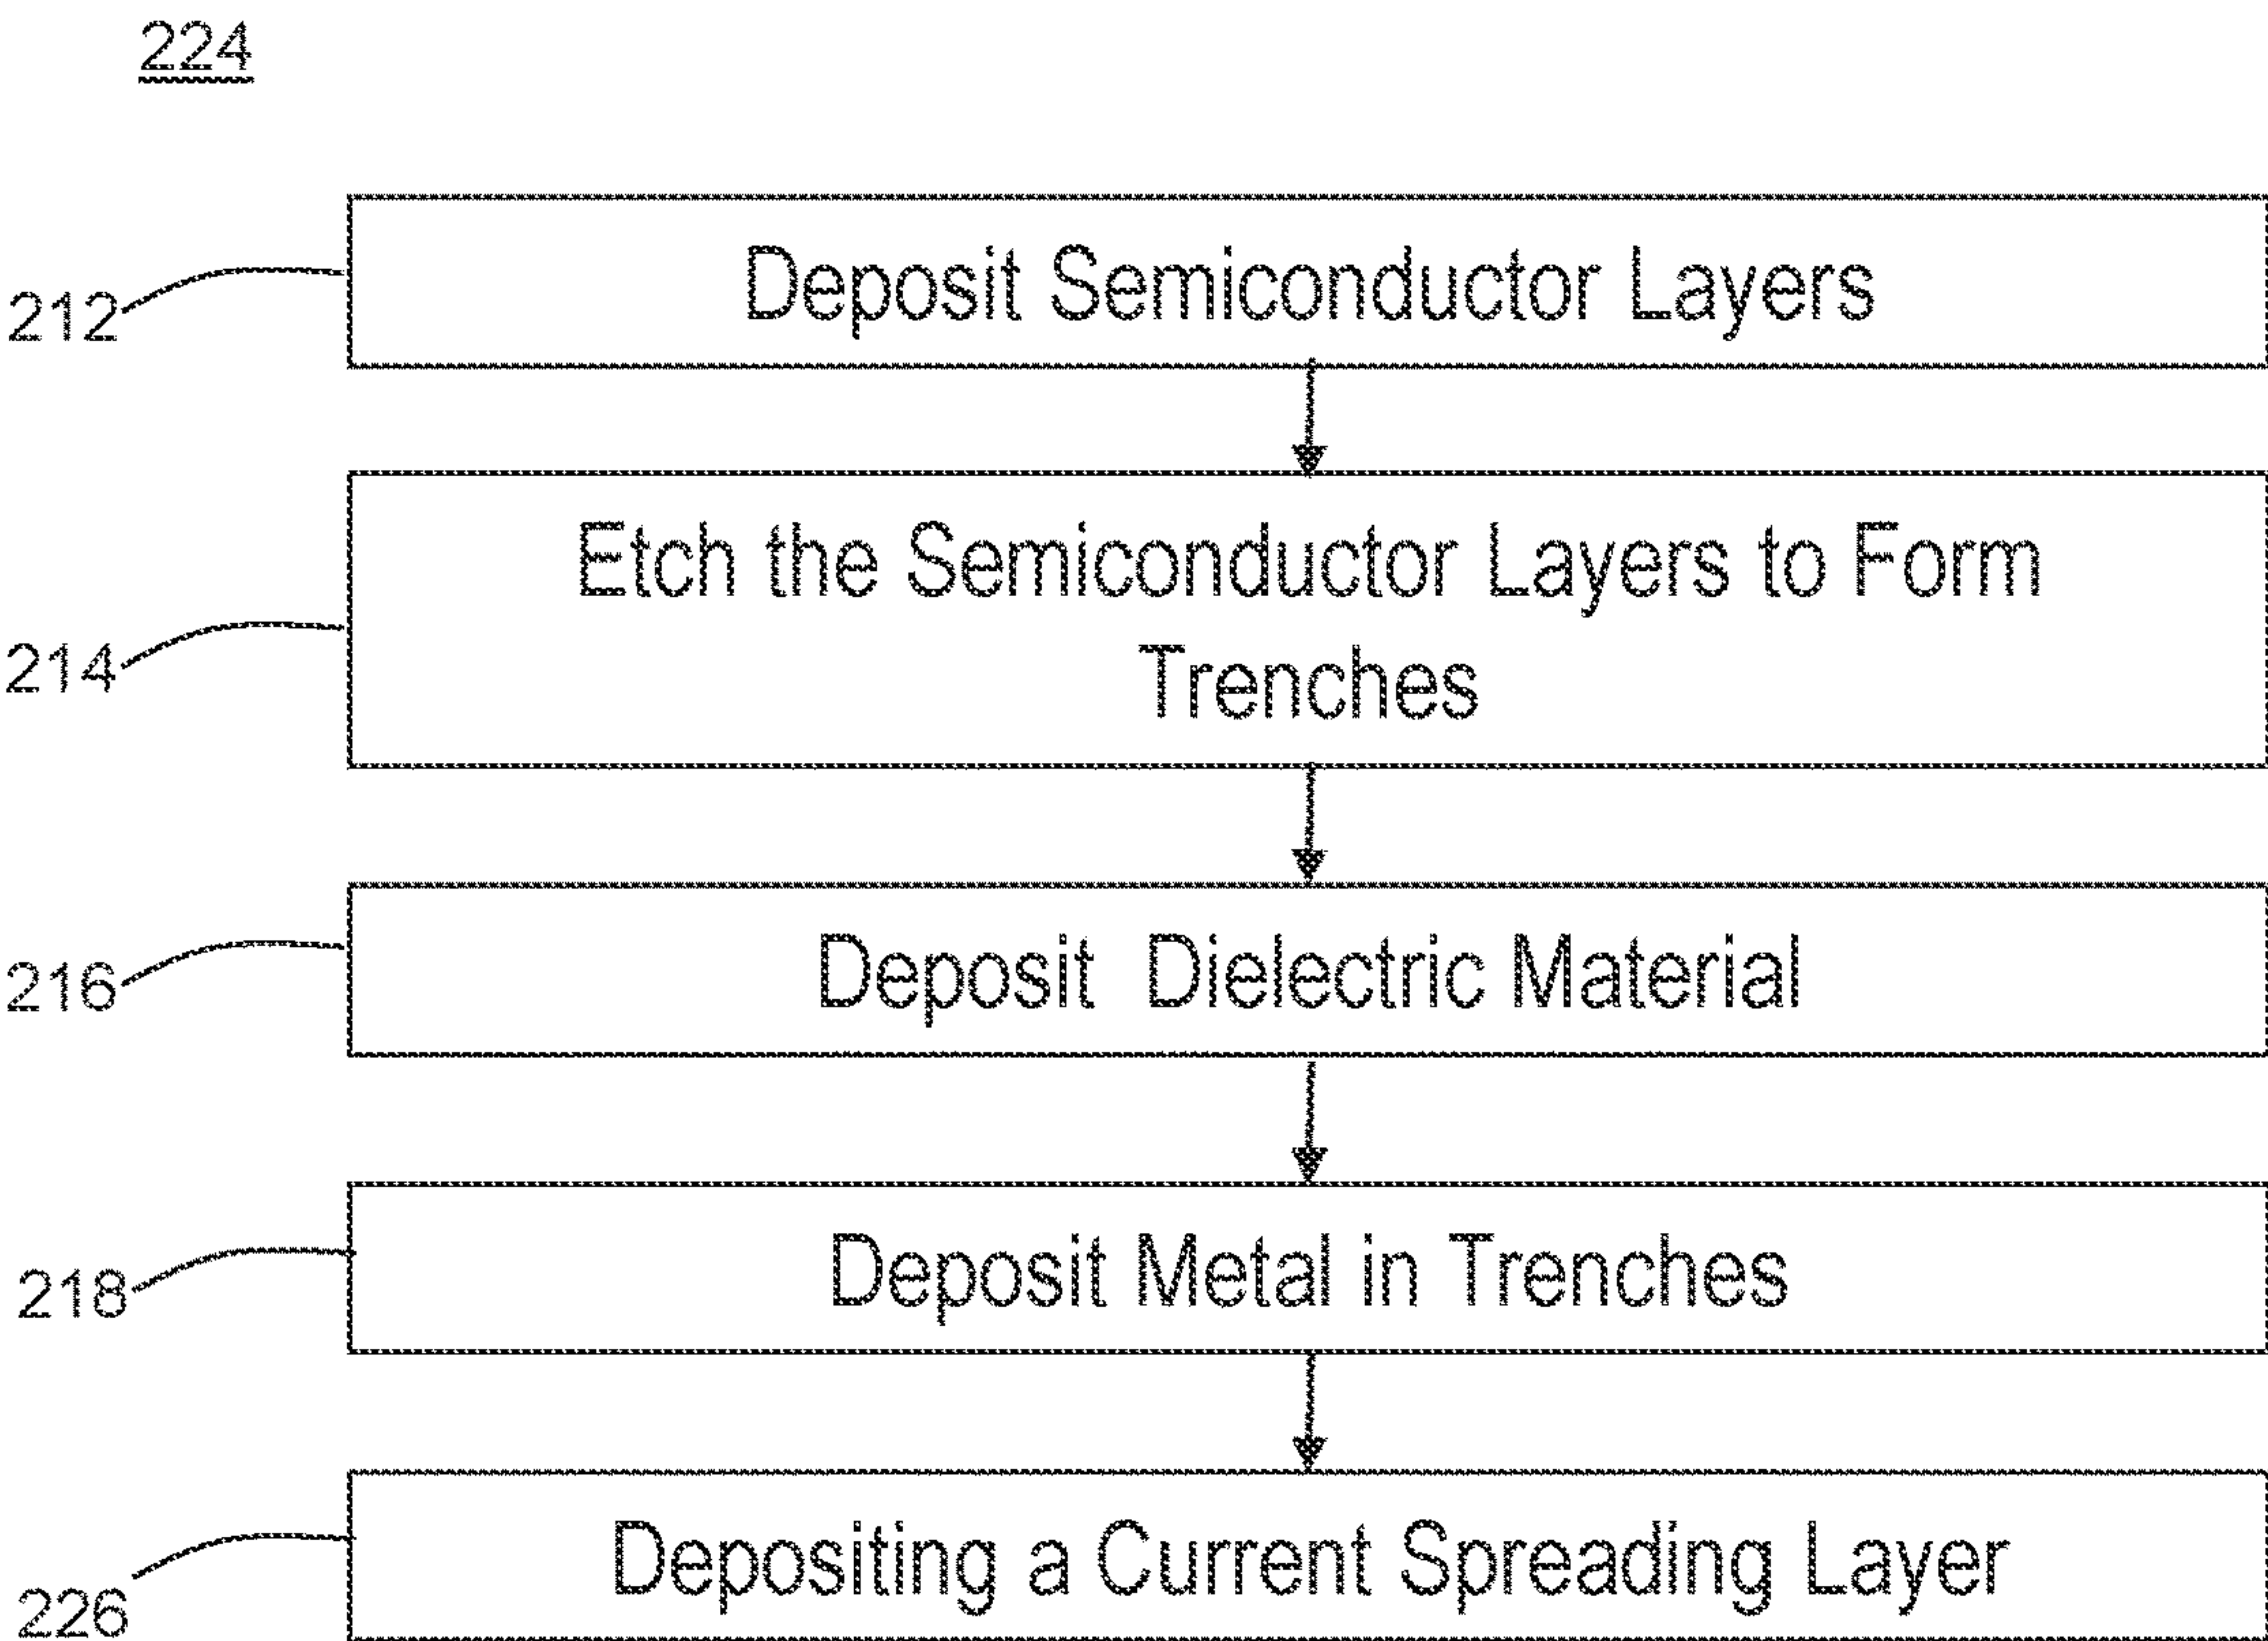 224
212
Deposit Semiconductor Layers
214
Etch the Semiconductor Layers to Form
Trenches
216
Deposit Dielectric Material
218
Deposit Metal in Trenches
226
Depositing a Current Spreading Layer